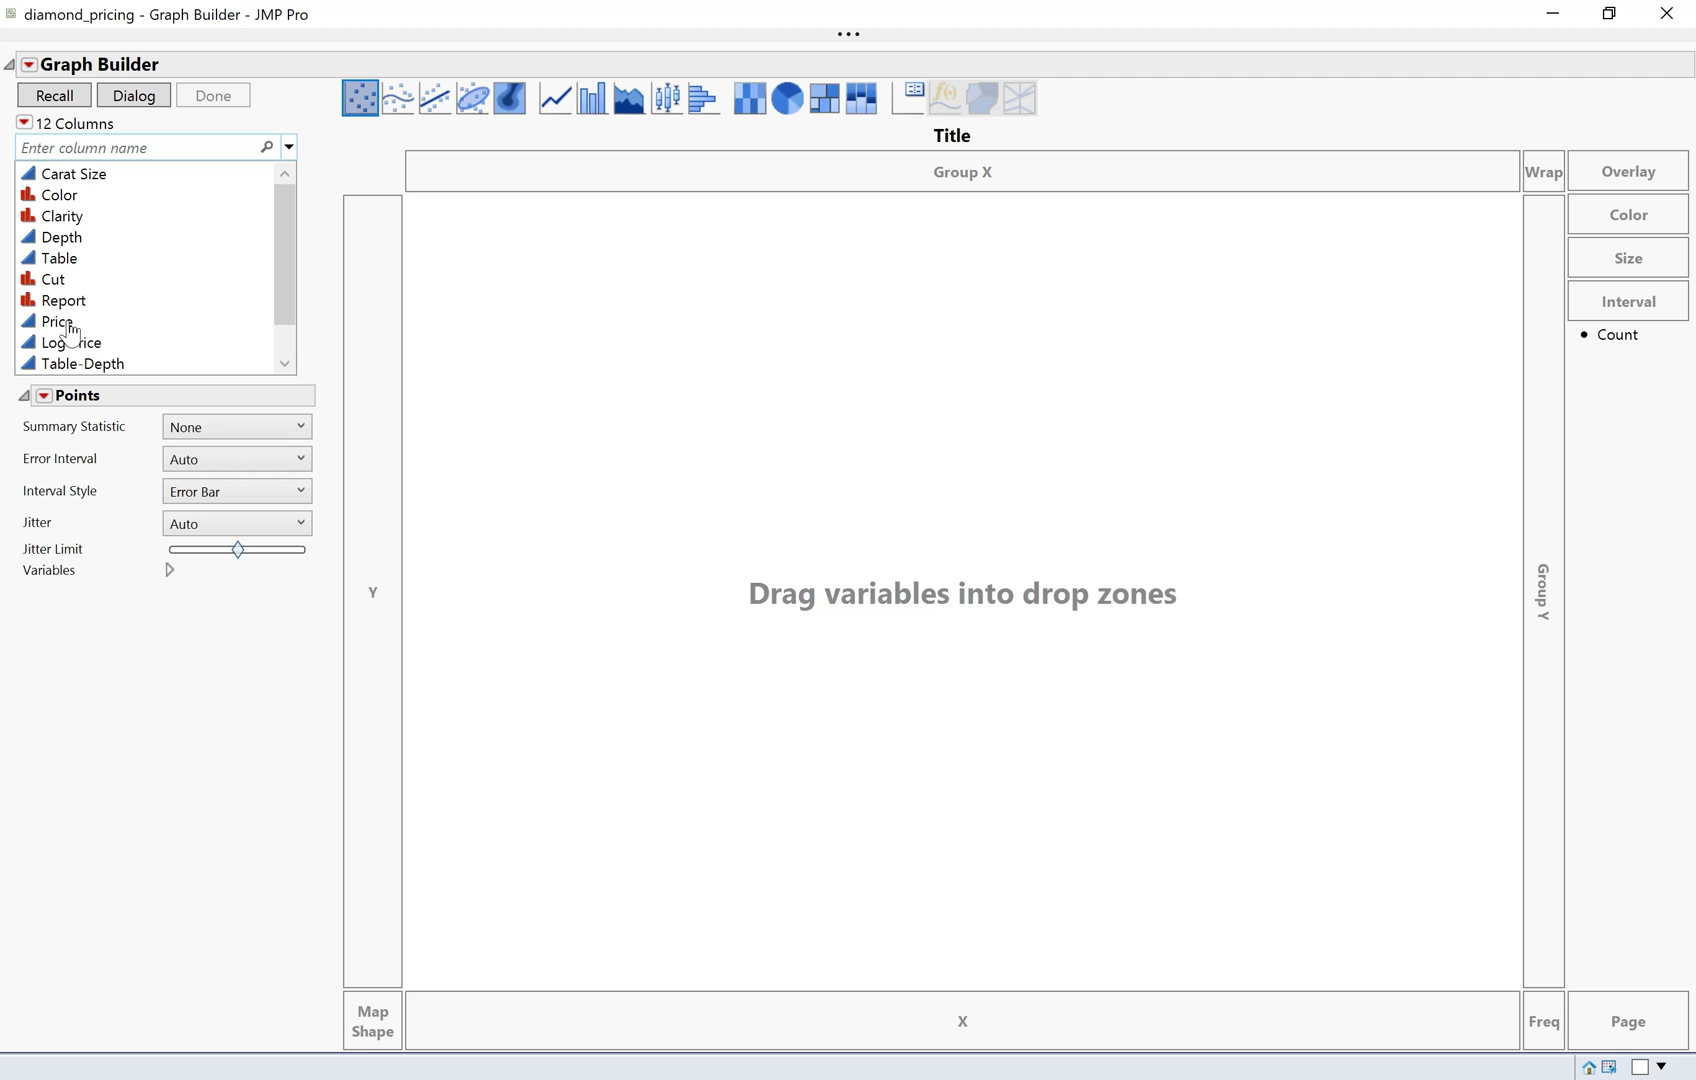 diamond_pricing - Graph Builder - JMP Pro
Graph Builder
Recall Dialog Done
12 Columns
Enter column name
Carat Size
Color
Clarity
Depth
Table
Cut
Report
Price
Log Price
Table-Depth
Points
Summary Statistic None
Error Interval Auto
Interval Style Error Bar
Jitter Auto
Jitter Limit
Variables
Title
Group X
Wrap
Overlay
Color
Size
Interval
Count
Y
Drag variables into drop zones
Group Y
Map
Shape
X
Freq
Page